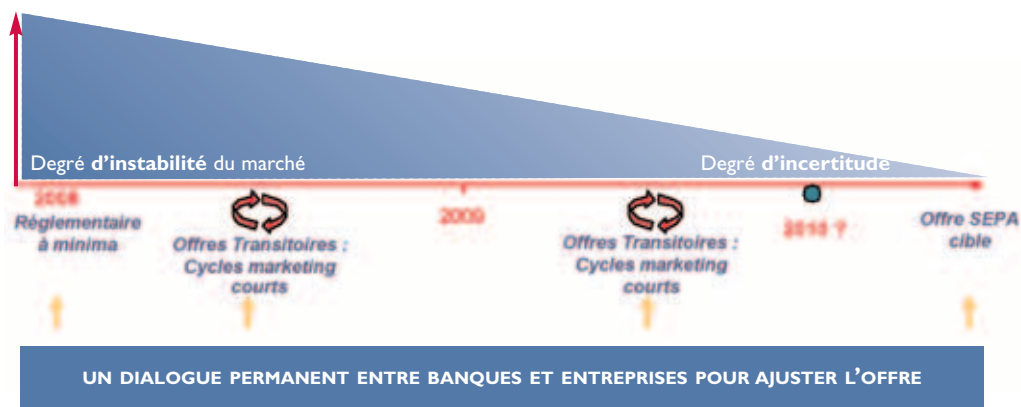 Degré d'instabilité du marché
Degré d'incertitude
2008
Réglementaire
à minima
Offres Transitoires :
Cycles marketing
courts
2009
Offres Transitoires :
Cycles marketing
courts
2010 ?
Offre SEPA
cible
UN DIALOGUE PERMANENT ENTRE BANQUES ET ENTREPRISES POUR AJUSTER L'OFFRE